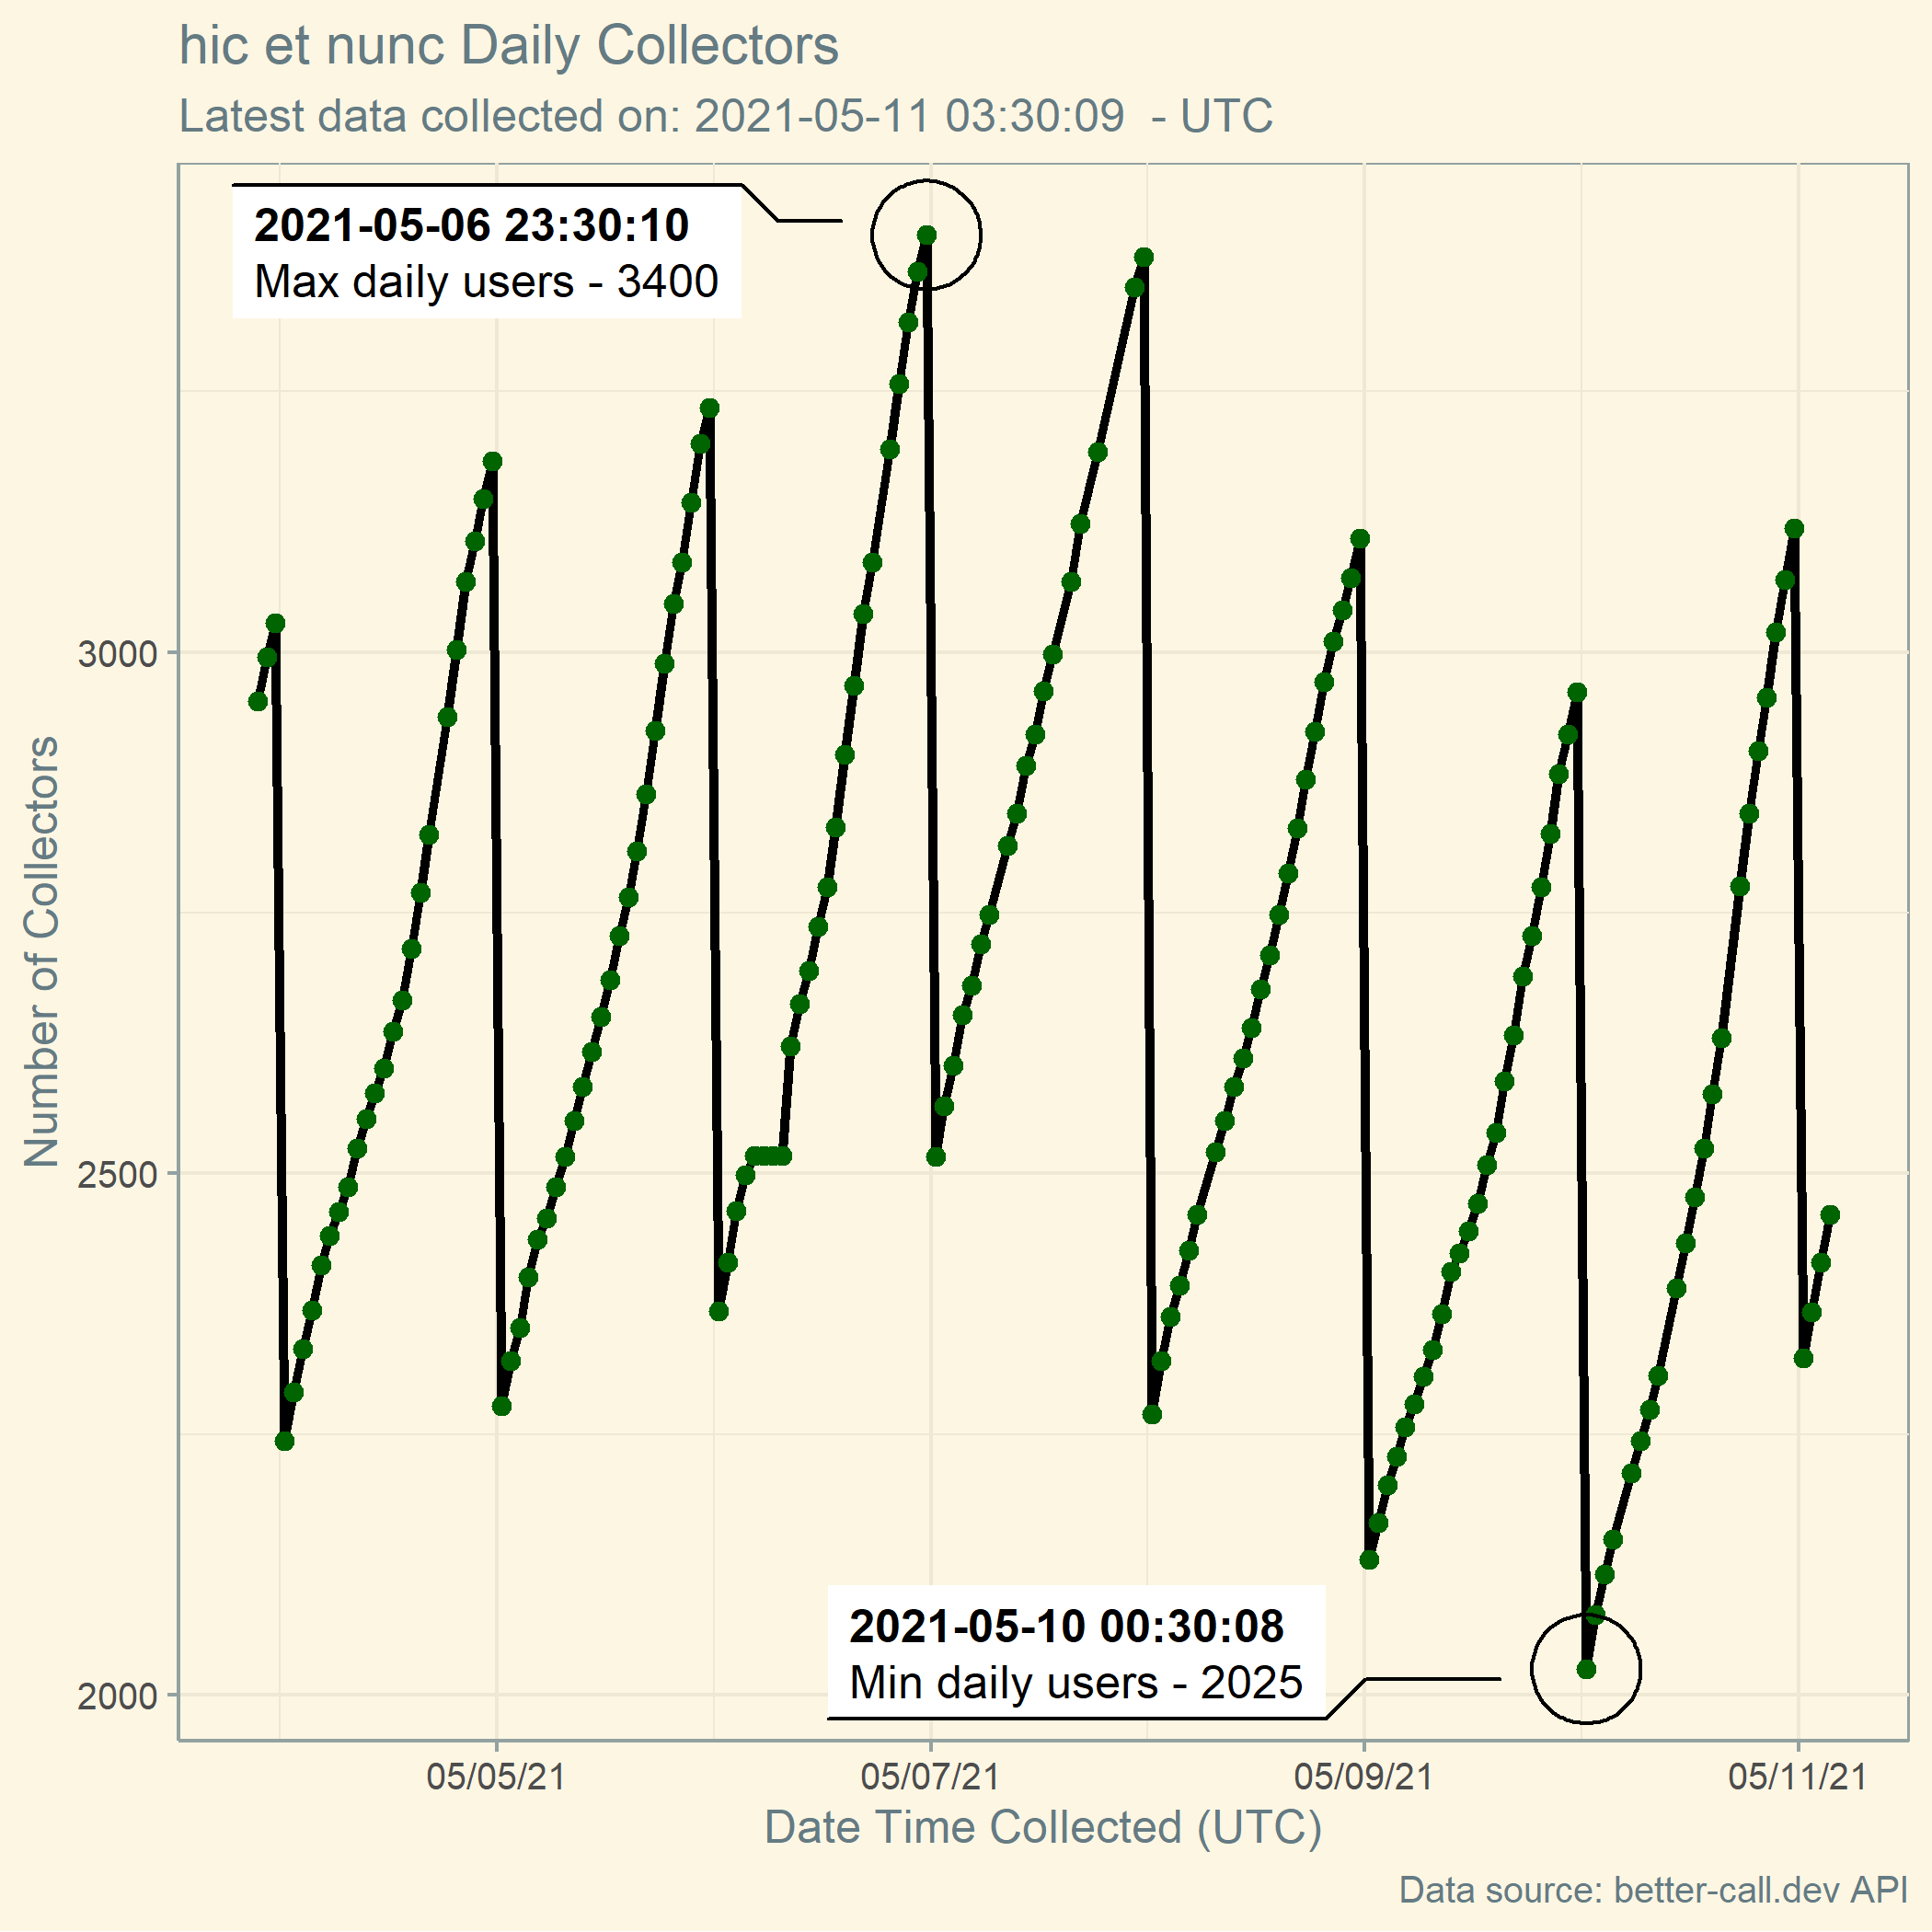 hic et nunc Daily Collectors
Latest data collected on: 2021-05-11 03:30:09  - UTC
2021-05-06 23:30:10
Max daily users - 3400
3000
2500
2000
Number of Collectors
2021-05-10 00:30:08
Min daily users - 2025
05/05/21
05/07/21
05/09/21
05/11/21
Date Time Collected (UTC)
Data source: better-call.dev API